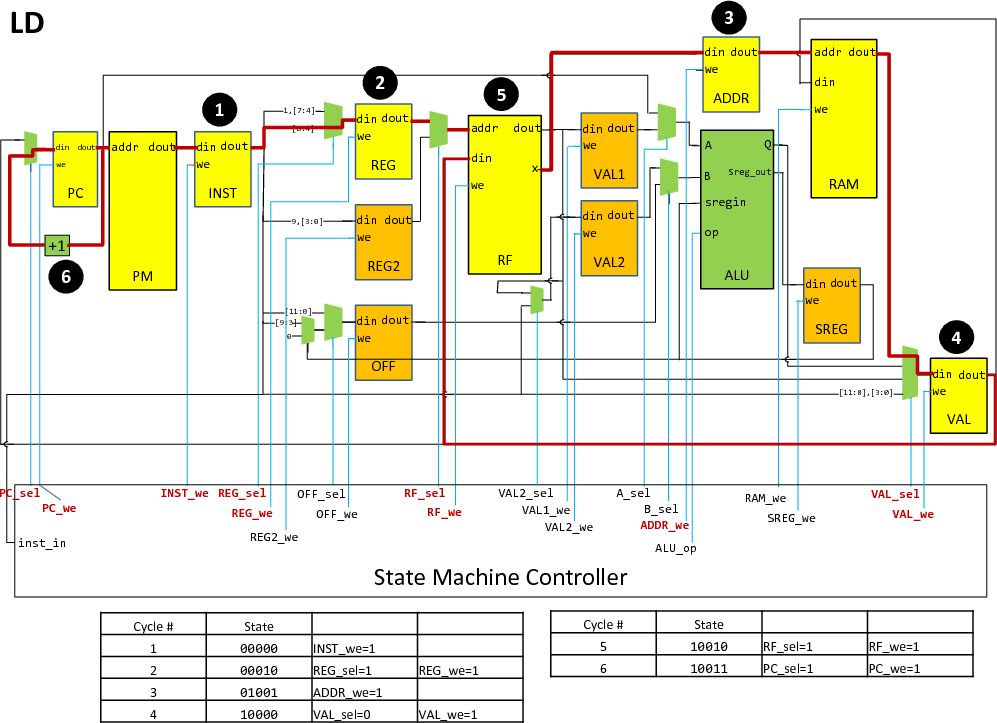 LD
3
2
1
5
din dout
we
ADDR
addr dout
din
we
RAM
1,[7:4]
[8:4]
din dout
we
REG
addr dout
din
x
we
RF
din dout
we
VAL1
A
Q
B
Sreg_out
sregin
op
ALU
din dout
we
PC
addr dout
PM
din dout
we
INST
9,[3:0]
din dout
we
REG2
din dout
we
VAL2
+1
6
din dout
we
SREG
[11:0]
[9:3]
0
din dout
we
OFF
4
din dout
we
VAL
[11:8],[3:0]
PC_sel
PC_we
INST_we
REG_sel
REG_we
REG2_we
OFF_sel
OFF_we
RF_sel
RF_we
VAL2_sel
VAL1_we
VAL2_we
A_sel
B_sel
ADDR_we
ALU_op
RAM_we
SREG_we
VAL_sel
VAL_we
inst_in
State Machine Controller
Cycle # State
1 00000 INST_we=1
2 00010 REG_sel=1 REG_we=1
3 01001 ADDR_we=1
4 10000 VAL_sel=0 VAL_we=1
Cycle # State
5 10010 RF_sel=1 RF_we=1
6 10011 PC_sel=1 PC_we=1